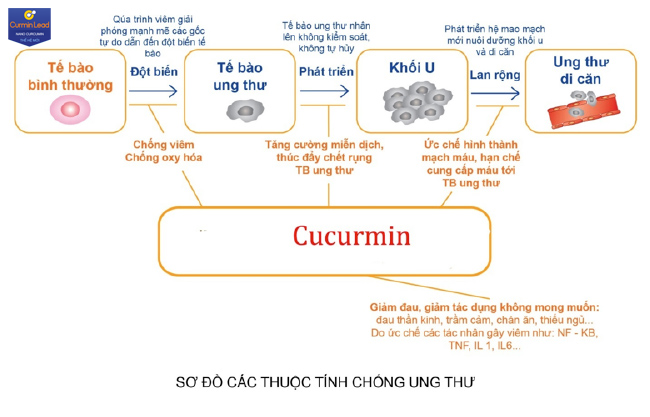 Curmin Lead
NANO CURCUMIN
THẾ HỆ MỚI
Qúa trình viêm giải
phóng mạnh mẽ các gốc
tự do dẫn đến đột biến tế
bào
Tế bào ung thư nhân
lên không kiểm soát,
không tự hủy
Phát triển hệ mao mạch
mới nuôi dưỡng khối u
và di căn
Tế bào
bình thường
Đột biến
Tế bào
ung thư
Phát triển
Khối U
Lan rộng
Ung thư
di căn
Chống viêm
Chống oxy hóa
Tăng cường miễn dịch,
thúc đẩy chết rụng
TB ung thư
Ức chế hình thành
mạch máu, hạn chế
cung cấp máu tới
TB ung thư
Cucurmin
Giảm đau, giảm tác dụng không mong muốn:
đau thần kinh, trầm cảm, chán ăn, thiếu ngủ...
Do ức chế các tác nhân gây viêm như: NF - KB,
TNF, IL 1, IL6...
SƠ ĐỒ CÁC THUỘC TÍNH CHỐNG UNG THƯ